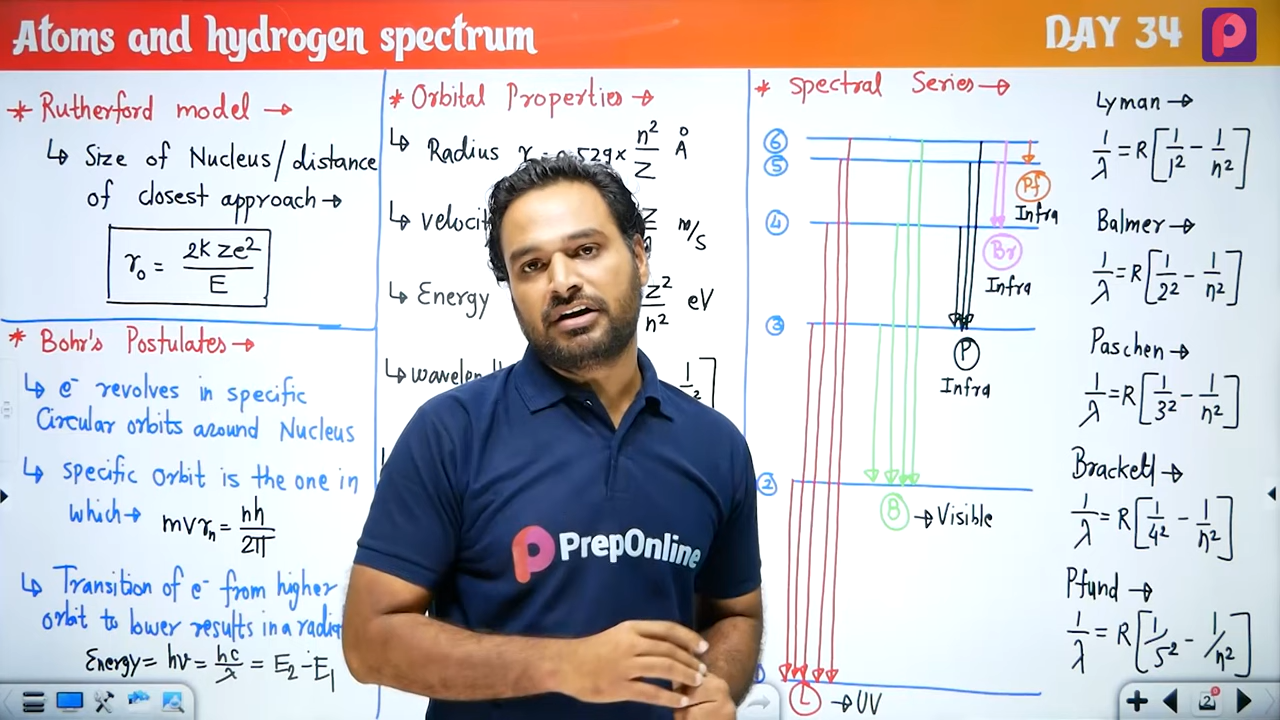 Atoms and hydrogen spectrum
DAY 34
* Rutherford model →
↳ Size of Nucleus/distance
of closest approach →
r₀ = 2K Ze² / E
* Bohr's Postulates →
↳ e⁻ revolves in specific
Circular orbits around Nucleus
↳ specific orbit is the one in
which → mvrₙ = nh / 2π
↳ Transition of e⁻ from higher
orbit to lower results in a
Energy = hν = hc/λ = E₂ - E₁
* Orbital Properties →
↳ Radius n²/Z Å
↳ m/s
↳ Energy Z²/n² eV
↳
PrepOnline
* Spectral Series →
6
5
4
3
2
Pf
Infra
Br
Infra
P
Infra
B → Visible
L → UV
Lyman →
1/λ = R[1/1² - 1/n²]
Balmer →
1/λ = R[1/2² - 1/n²]
Paschen →
1/λ = R[1/3² - 1/n²]
Brackett →
1/λ = R[1/4² - 1/n²]
Pfund →
1/λ = R[1/5² - 1/n²]
2